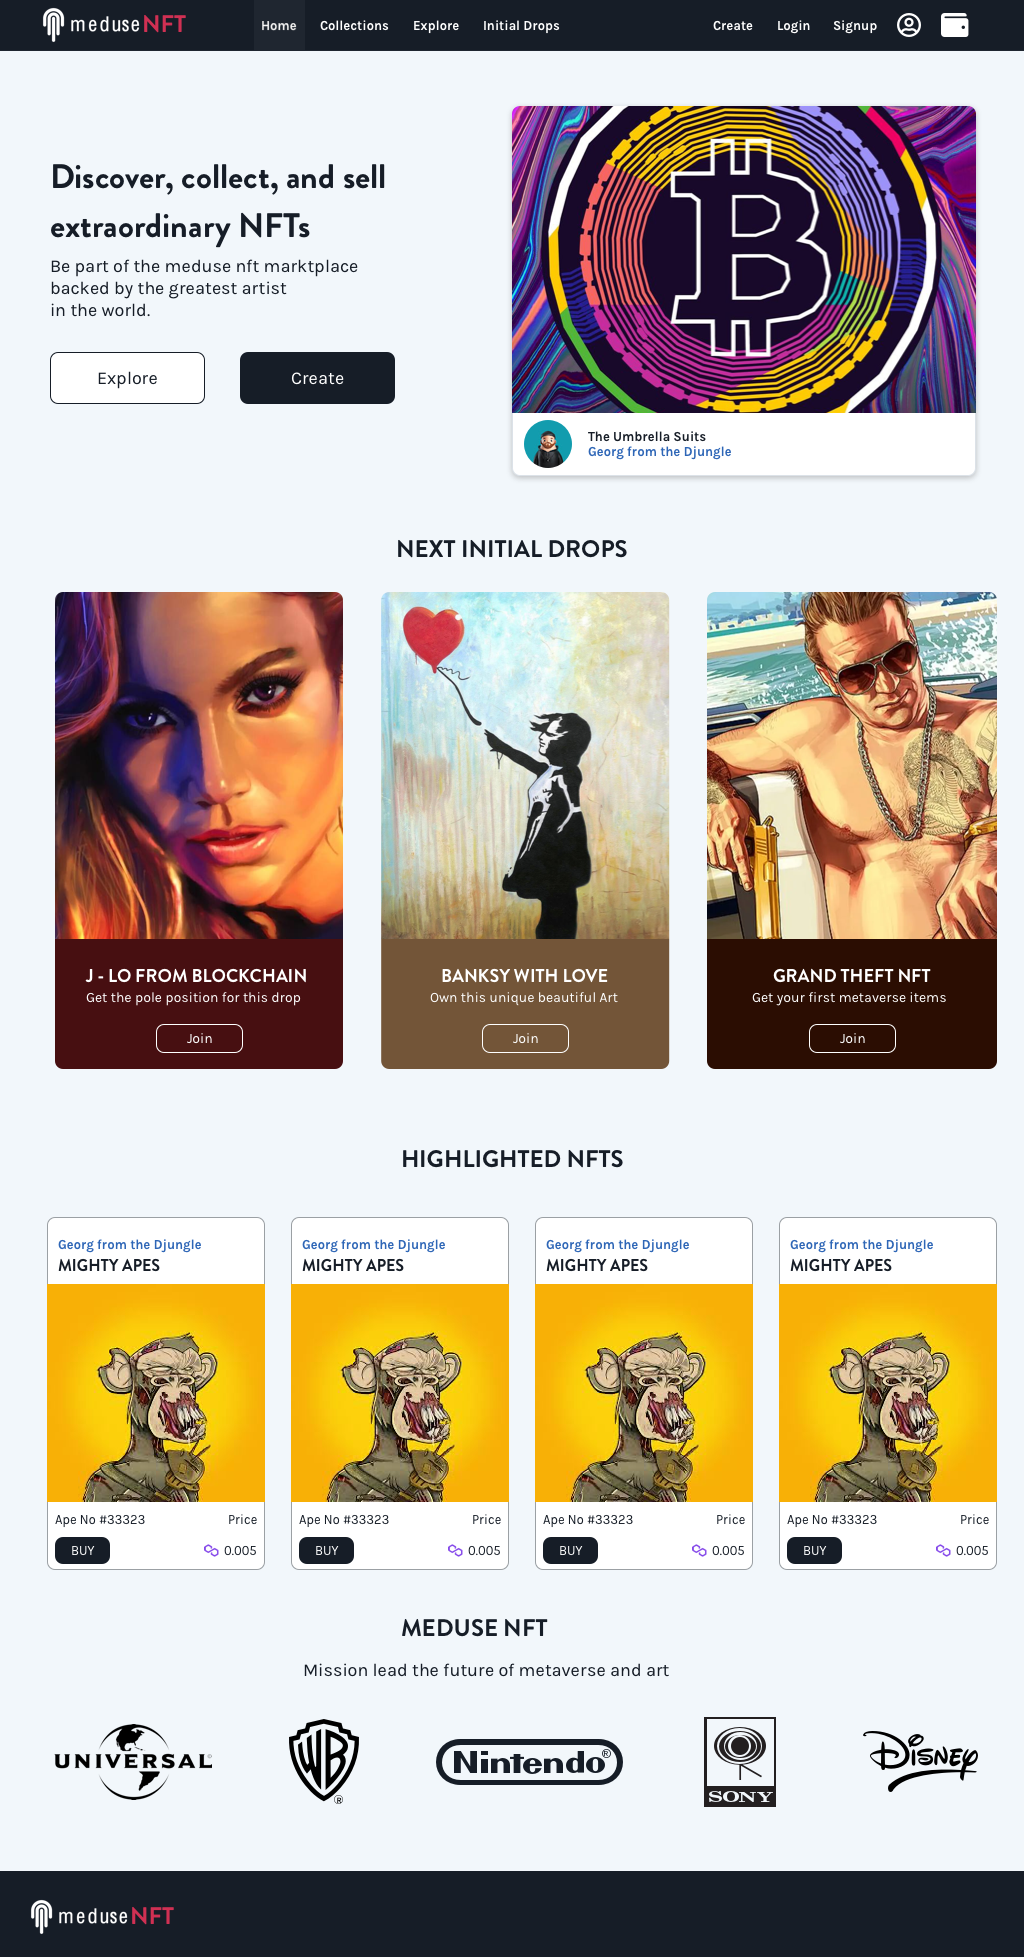 meduseNFT
Home
Collections
Explore
Initial Drops
Create
Login
Signup
Discover, collect, and sell
extraordinary NFTs
Be part of the meduse nft marktplace
backed by the greatest artist
in the world.
Explore
Create
B
The Umbrella Suits
Georg from the Djungle
NEXT INITIAL DROPS
J - LO FROM BLOCKCHAIN
Get the pole position for this drop
Join
BANKSY WITH LOVE
Own this unique beautiful Art
Join
GRAND THEFT NFT
Get your first metaverse items
Join
HIGHLIGHTED NFTS
Georg from the Djungle
MIGHTY APES
Ape No #33323
Price
BUY
0.005
Georg from the Djungle
MIGHTY APES
Ape No #33323
Price
BUY
0.005
Georg from the Djungle
MIGHTY APES
Ape No #33323
Price
BUY
0.005
Georg from the Djungle
MIGHTY APES
Ape No #33323
Price
BUY
0.005
MEDUSE NFT
Mission lead the future of metaverse and art
UNIVERSAL®
WB®
Nintendo®
SONY
Disney
meduseNFT